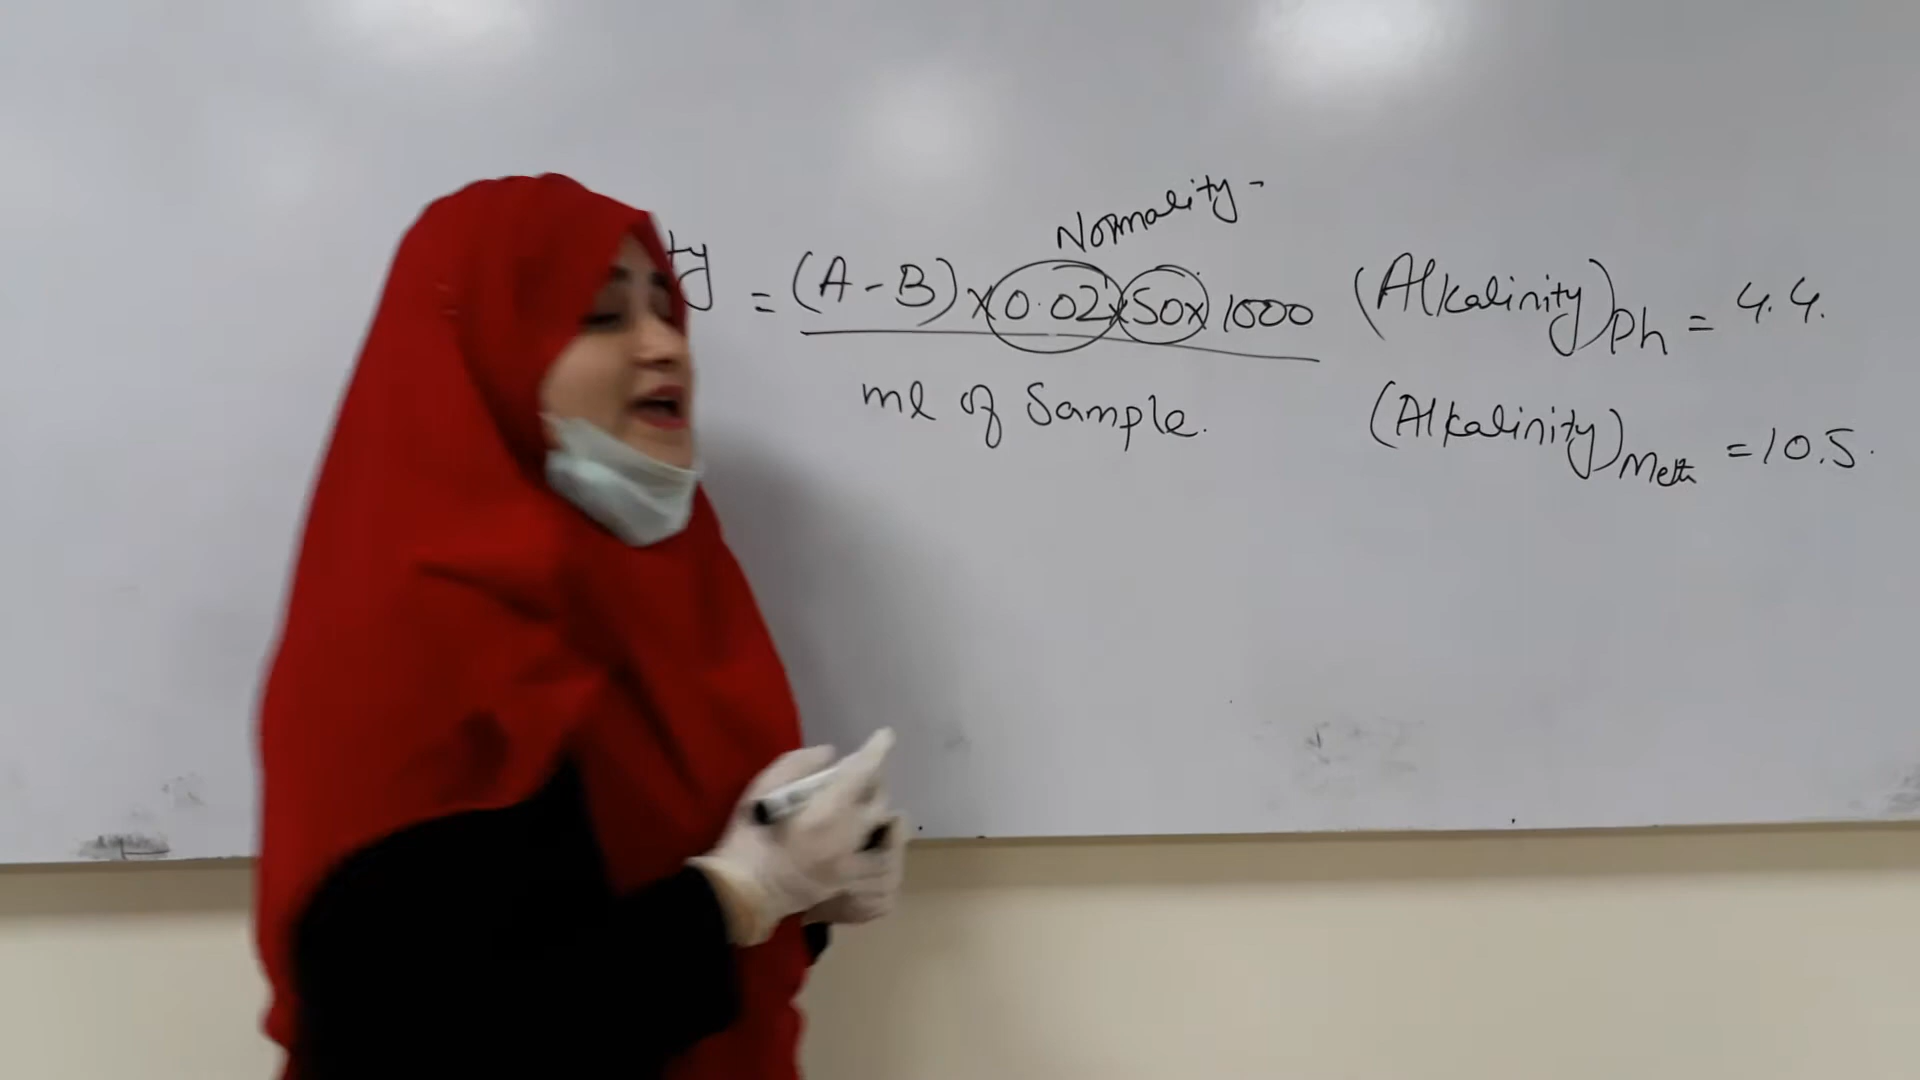 Normality -
ty = (A - B) x 0.02 x 50 x 1000
ml of Sample.
(Alkalinity)Ph = 4.4.
(Alkalinity)Meth = 10.5.